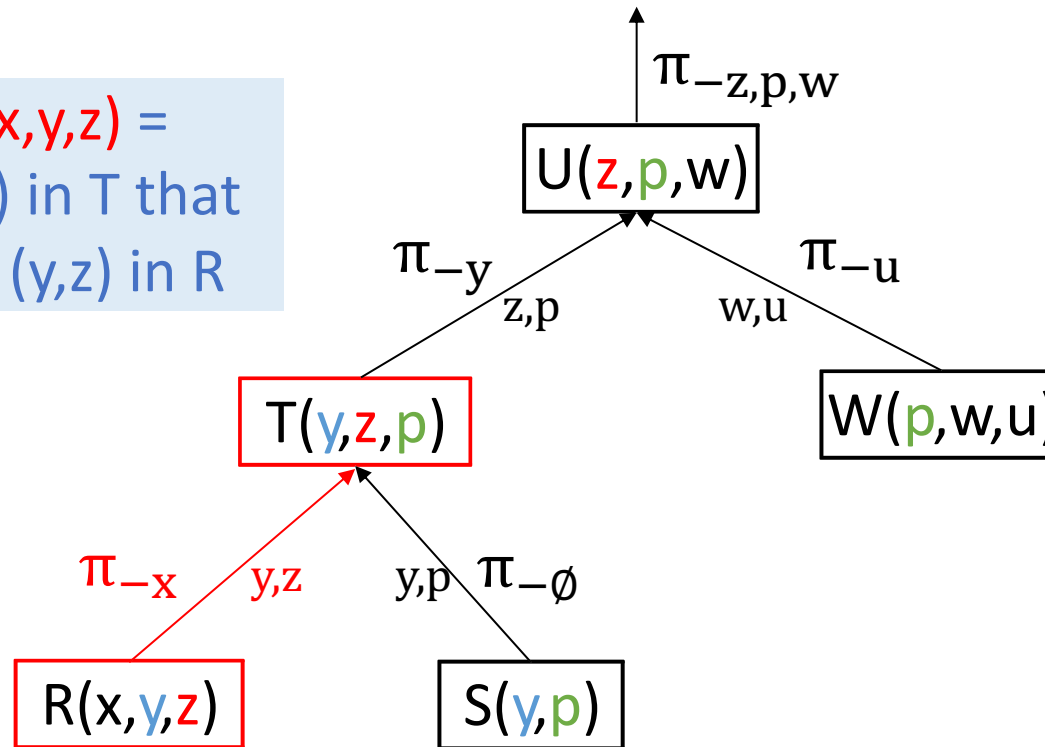 π₋z,p,w
x,y,z) =
U(z,p,w)
) in T that
(y,z) in R
π₋y
π₋u
z,p
w,u
T(y,z,p)
W(p,w,u)
π₋x
y,z
y,p
π₋∅
R(x,y,z)
S(y,p)